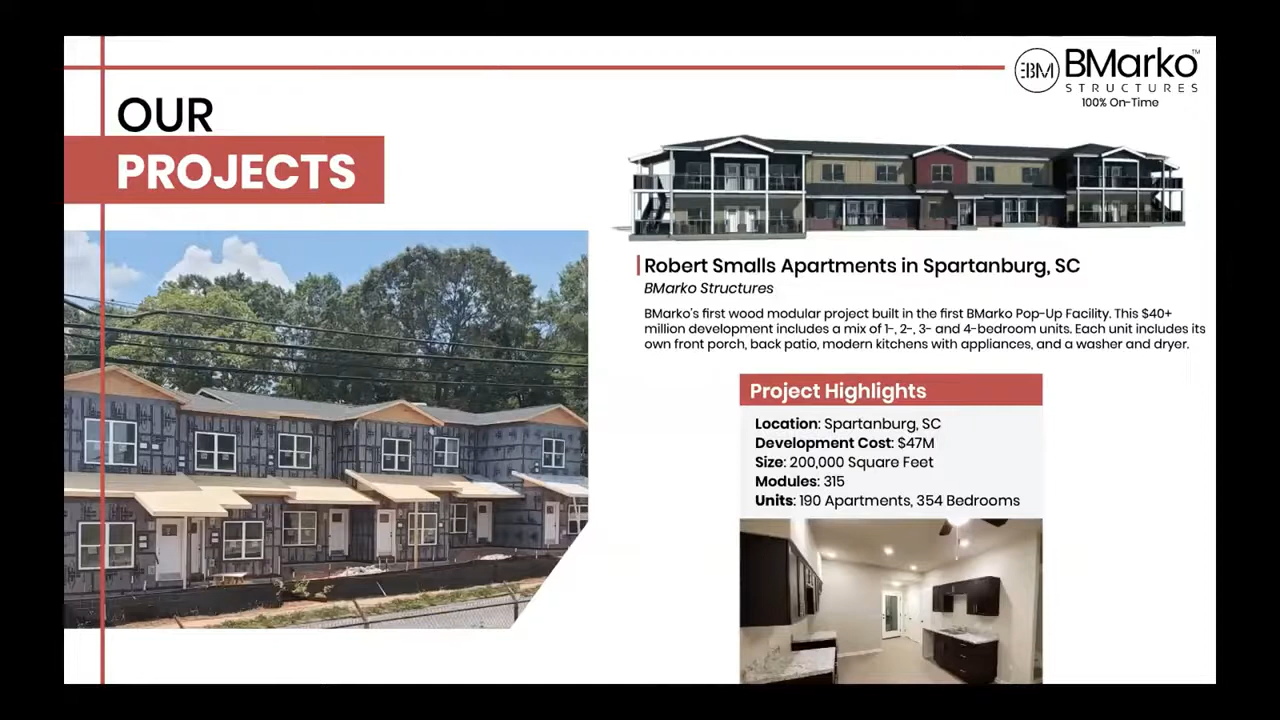 BM
BMarko™
STRUCTURES
100% On-Time
OUR
PROJECTS
Robert Smalls Apartments in Spartanburg, SC
BMarko Structures
BMarko's first wood modular project built in the first BMarko Pop-Up Facility. This $40+
million development includes a mix of 1-, 2-, 3- and 4-bedroom units. Each unit includes its
own front porch, back patio, modern kitchens with appliances, and a washer and dryer.
Project Highlights
Location: Spartanburg, SC
Development Cost: $47M
Size: 200,000 Square Feet
Modules: 315
Units: 190 Apartments, 354 Bedrooms